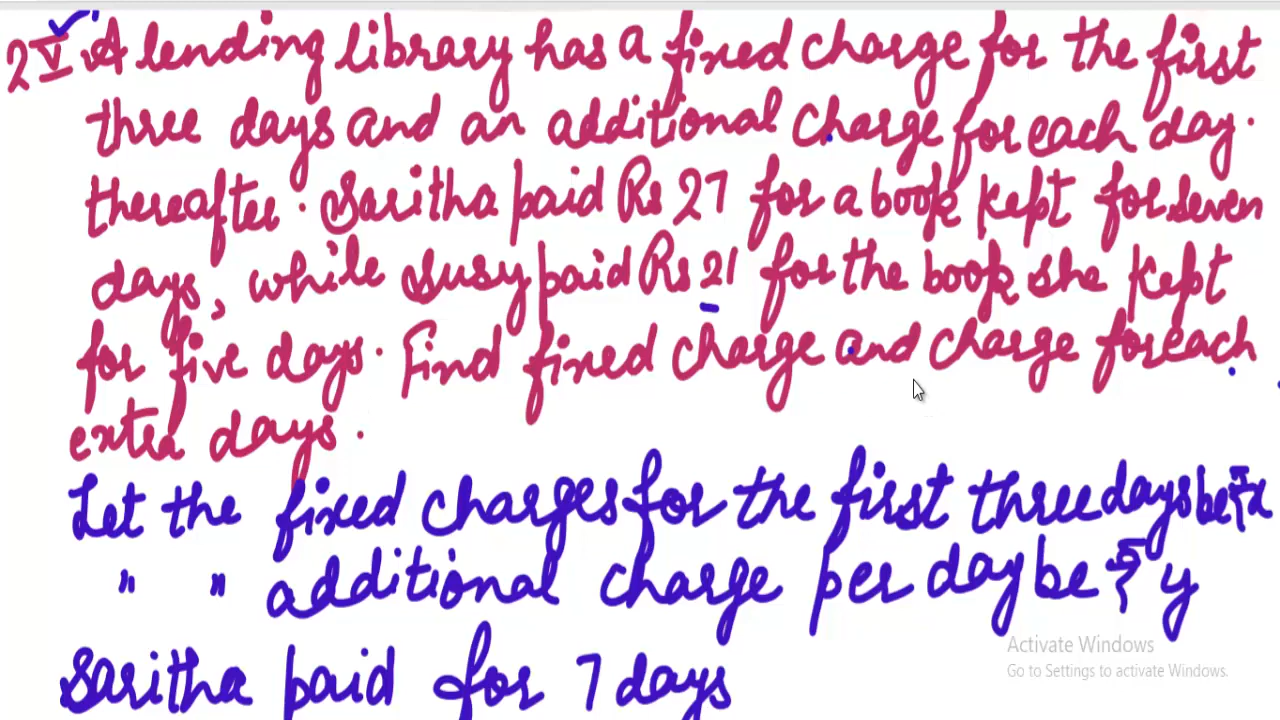 2 V. A lending library has a fixed charge for the first
three days and an additional charge for each day.
thereafter. Saritha paid Rs 27 for a book kept for seven
days, while Susy paid Rs 21 for the book she kept
for five days. Find fixed charge and charge for each
extra days.
Let the fixed charges for the first three days be ₹x
" " additional charge per day be ₹ y
Activate Windows
Go to Settings to activate Windows.
Saritha paid for 7 days